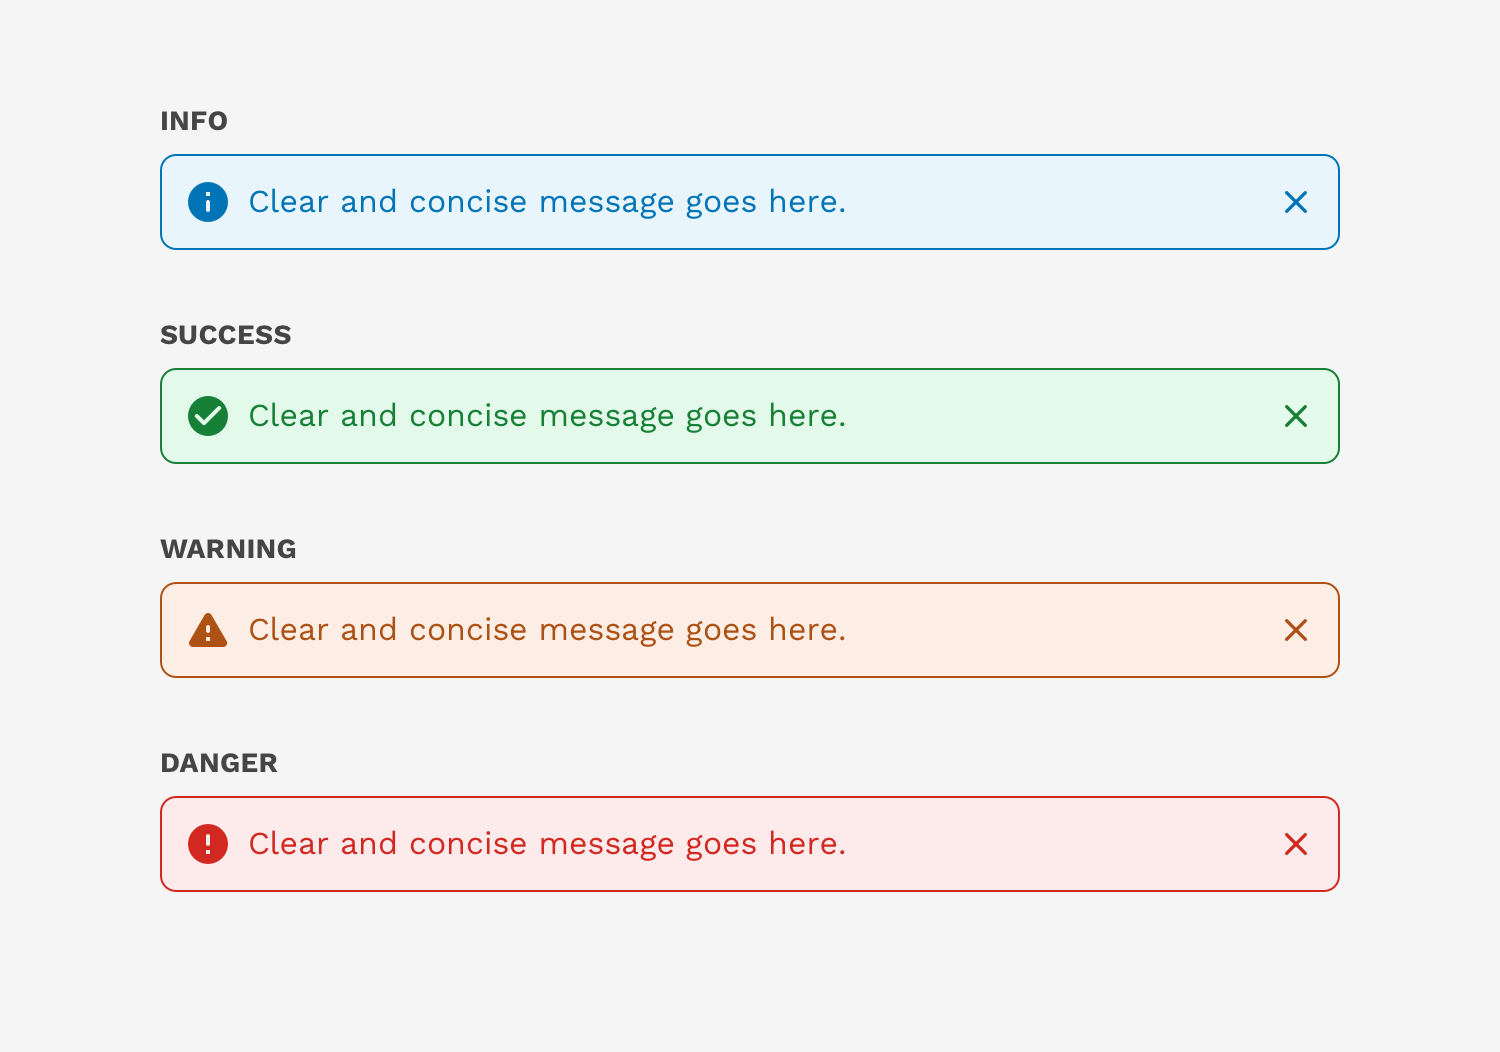 INFO
Clear and concise message goes here.
SUCCESS
Clear and concise message goes here.
WARNING
Clear and concise message goes here.
DANGER
Clear and concise message goes here.